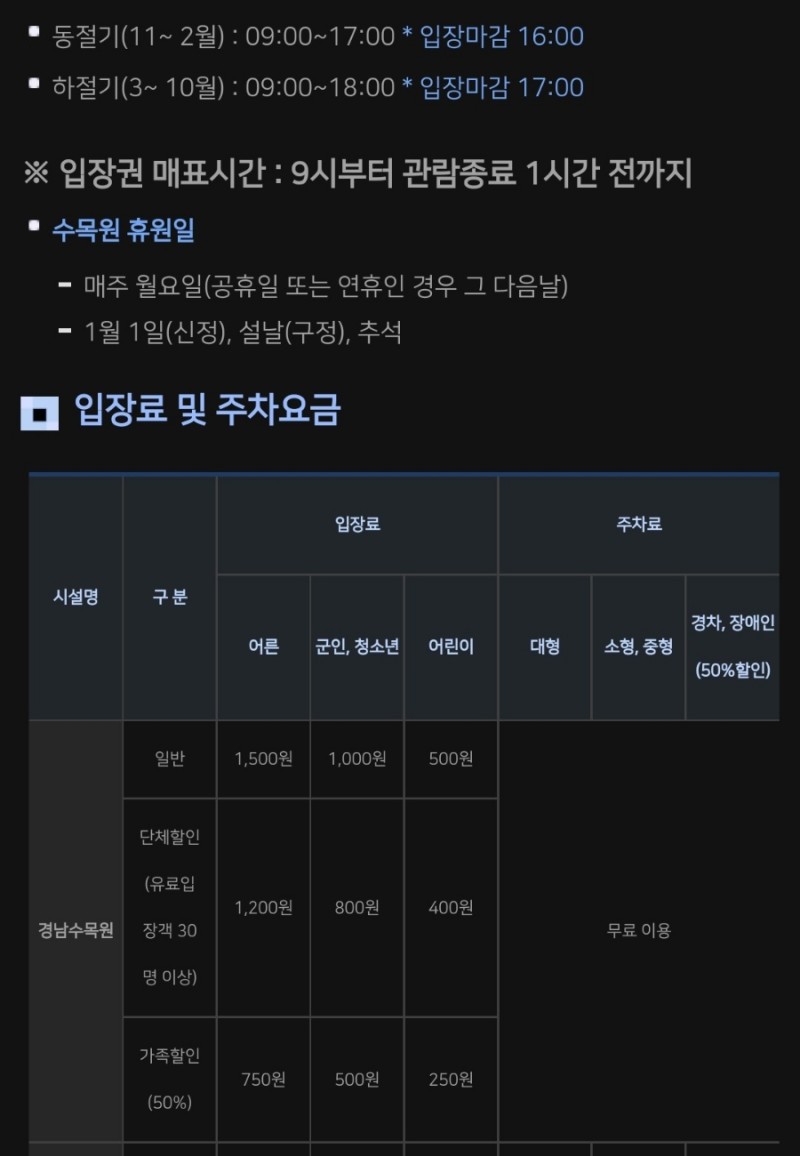 동절기(11~ 2월) : 09:00~17:00 * 입장마감 16:00
하절기(3~ 10월) : 09:00~18:00 * 입장마감 17:00
※ 입장권 매표시간 : 9시부터 관람종료 1시간 전까지
수목원 휴원일
- 매주 월요일(공휴일 또는 연휴인 경우 그 다음날)
- 1월 1일(신정), 설날(구정), 추석
입장료 및 주차요금
시설명 구 분 입장료 주차료
어른 군인, 청소년 어린이 대형 소형, 중형 경차, 장애인
(50%할인)
경남수목원
일반 1,500원 1,000원 500원
단체할인
(유료입
장객 30
명 이상)
1,200원 800원 400원
무료 이용
가족할인
(50%)
750원 500원 250원